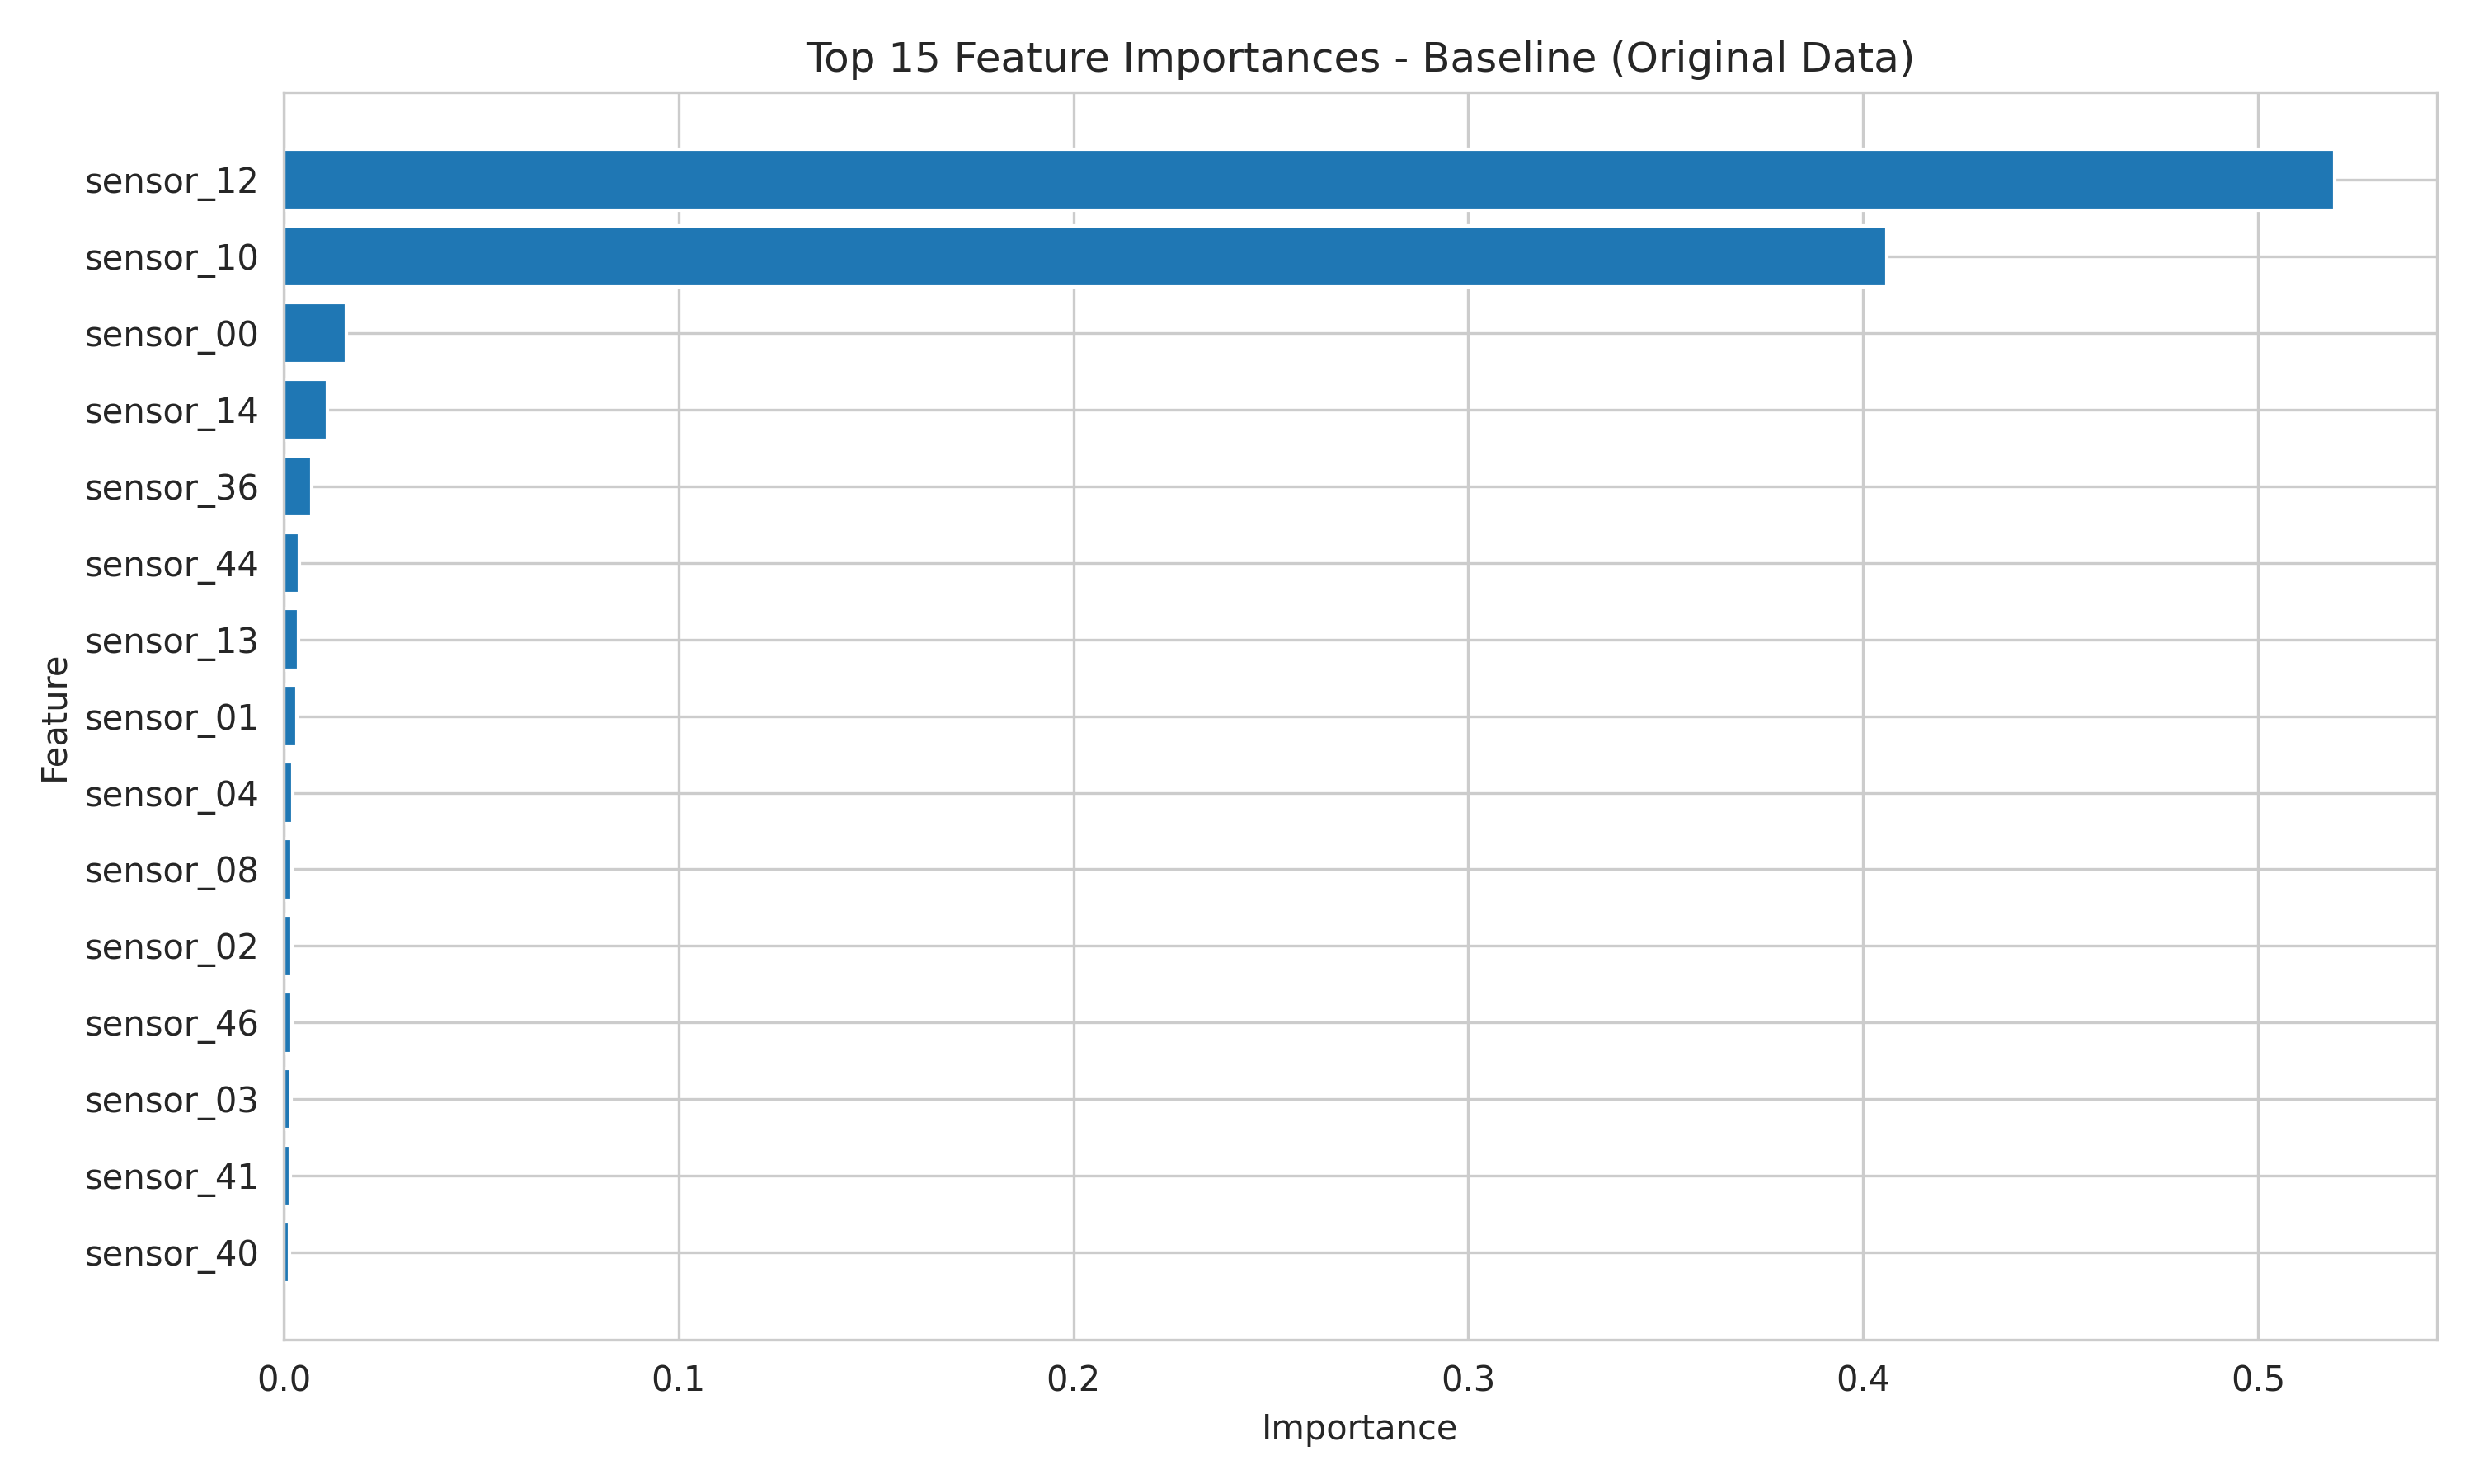 Top 15 Feature Importances - Baseline (Original Data)
sensor_12
sensor_10
sensor_00
sensor_14
sensor_36
sensor_44
sensor_13
sensor_01
sensor_04
sensor_08
sensor_02
sensor_46
sensor_03
sensor_41
sensor_40
Feature
0.0 0.1 0.2 0.3 0.4 0.5
Importance